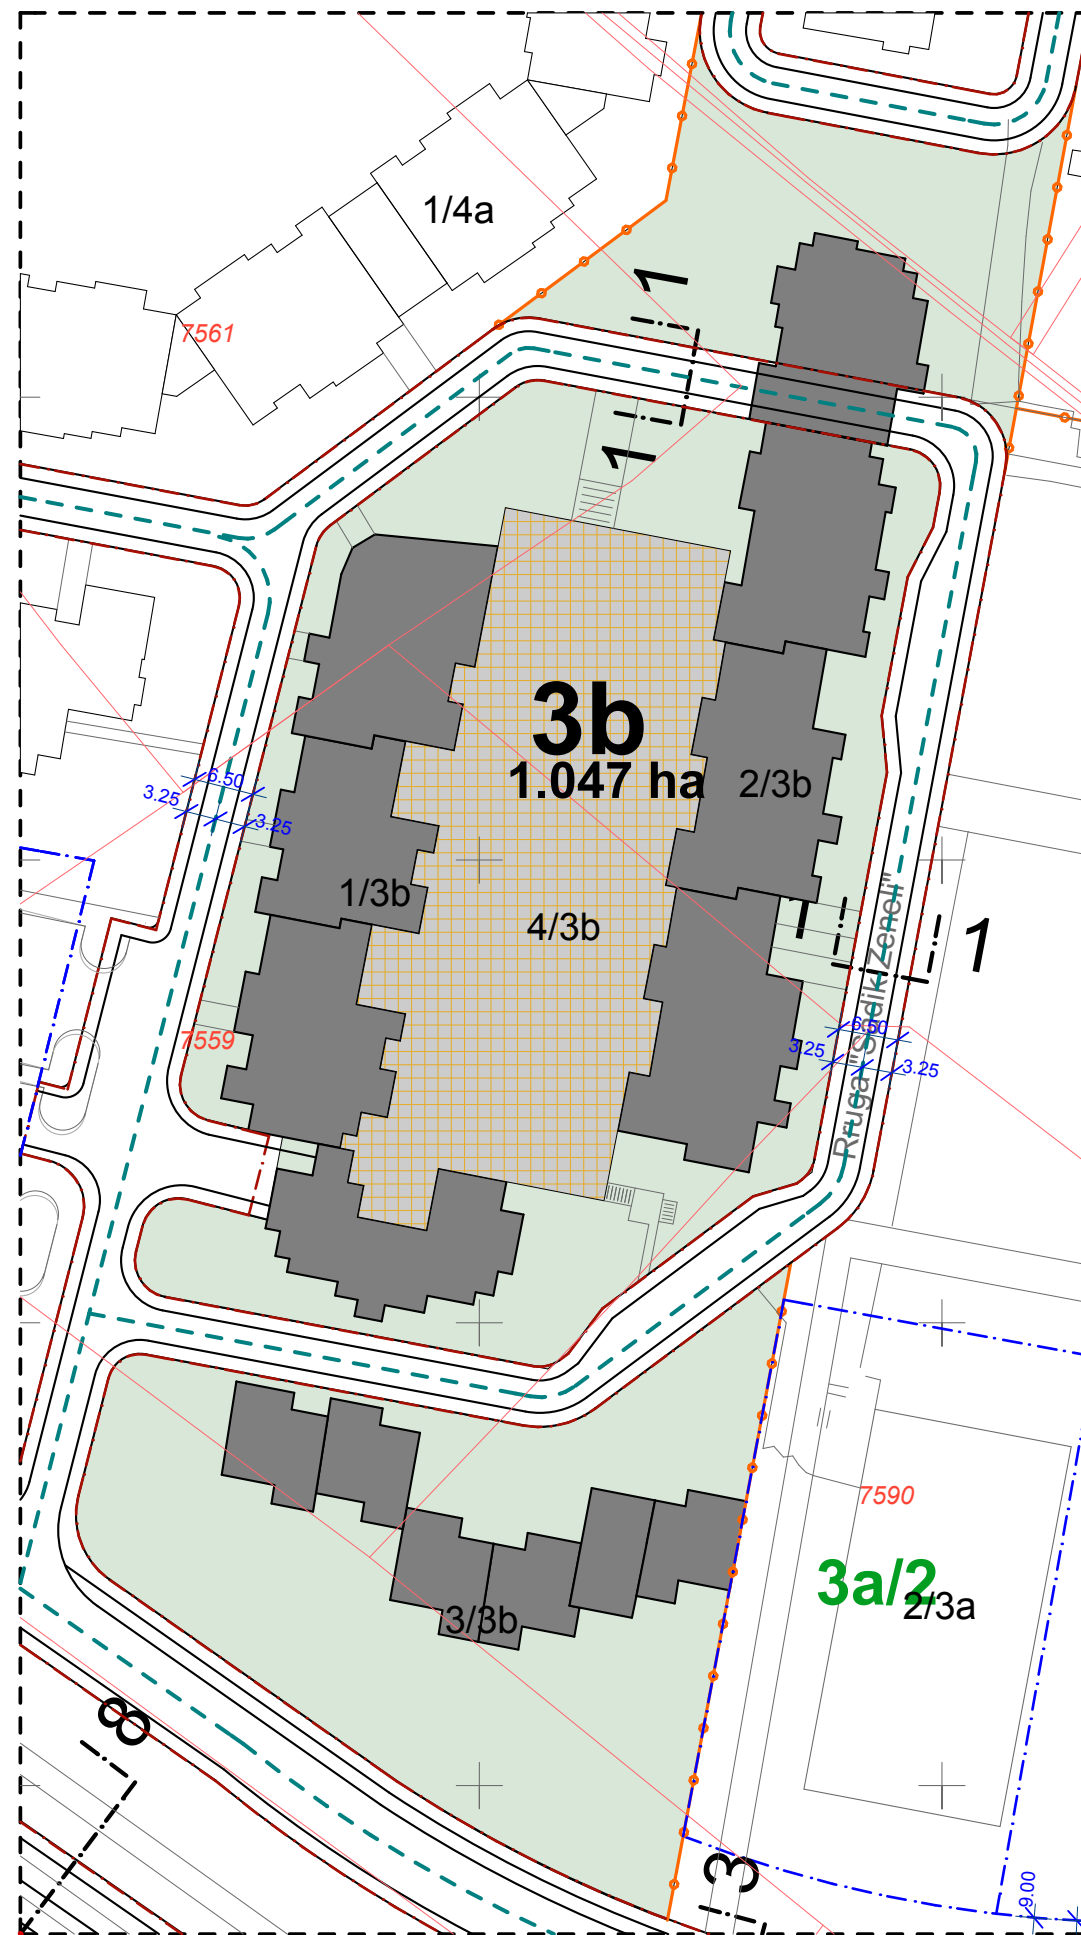 1/4a
1
7561
1
3b
1.047 ha
2/3b
6.50
3.25
3.25
1/3b
4/3b
1
1
Rruga "Sadik Zeneli"
7559
6.50
3.25
3.25
7590
3a/2
2/3a
3/3b
8
3
9.00